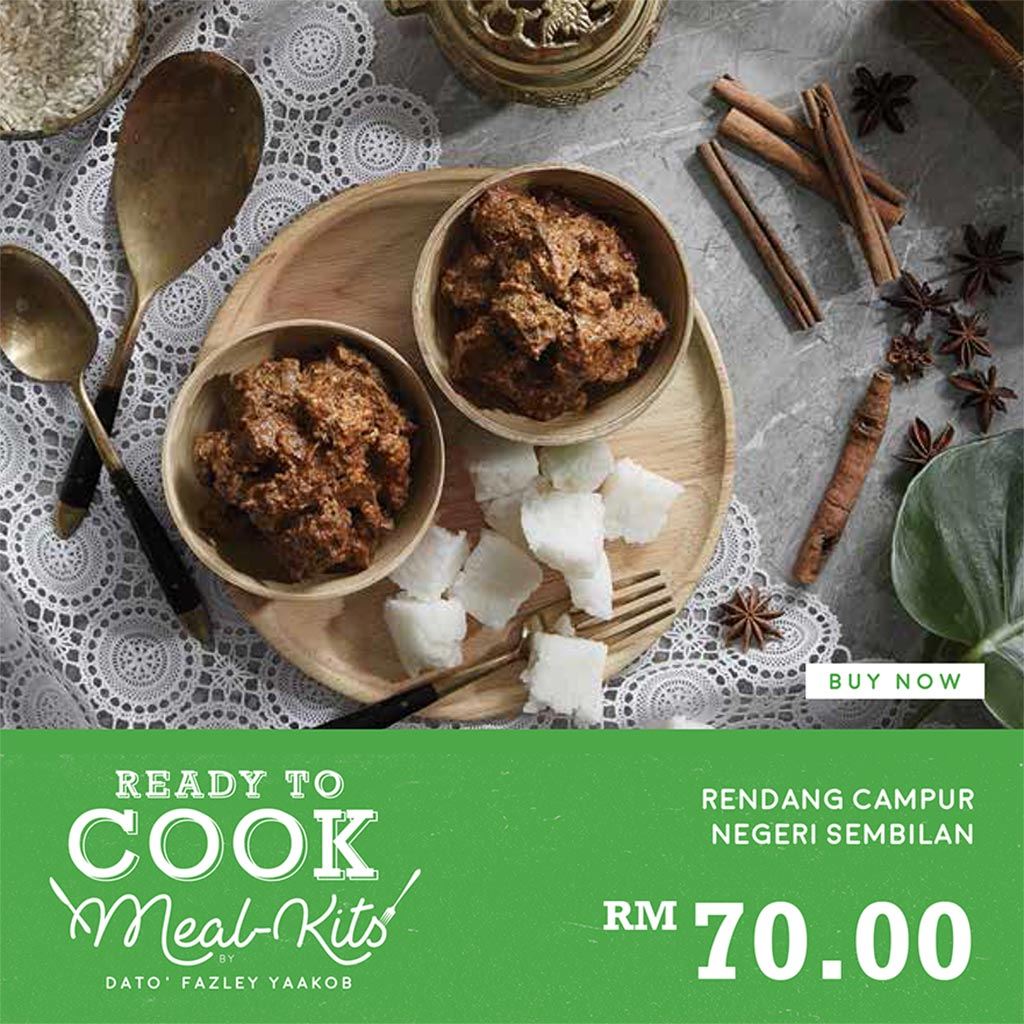 BUY NOW
READY TO
COOK
Meal-Kits
BY
DATO' FAZLEY YAAKOB
RENDANG CAMPUR
NEGERI SEMBILAN
RM 70.00